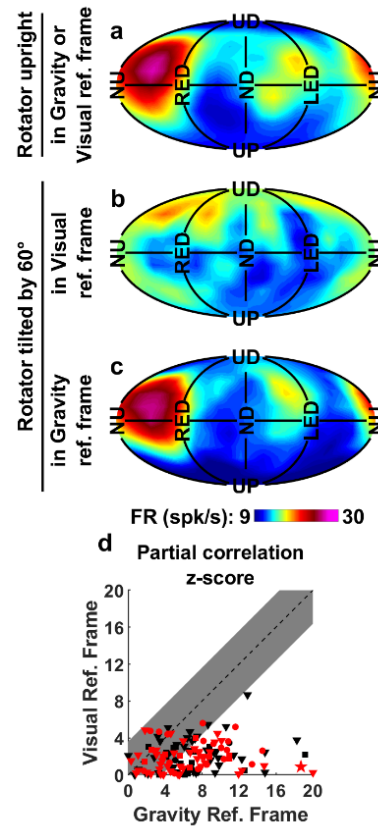 Rotator upright
in Gravity or
Visual ref. frame
a
UD
NU
RED
ND
LED
NU
UP
Rotator tilted by 60°
in Visual
ref. frame
b
UD
NU
RED
ND
LED
NU
UP
in Gravity
ref. frame
c
UD
NU
RED
ND
LED
NU
UP
FR (spk/s): 9 30
d
Partial correlation
z-score
Visual Ref. Frame
20
16
12
8
4
0
0 4 8 12 16 20
Gravity Ref. Frame